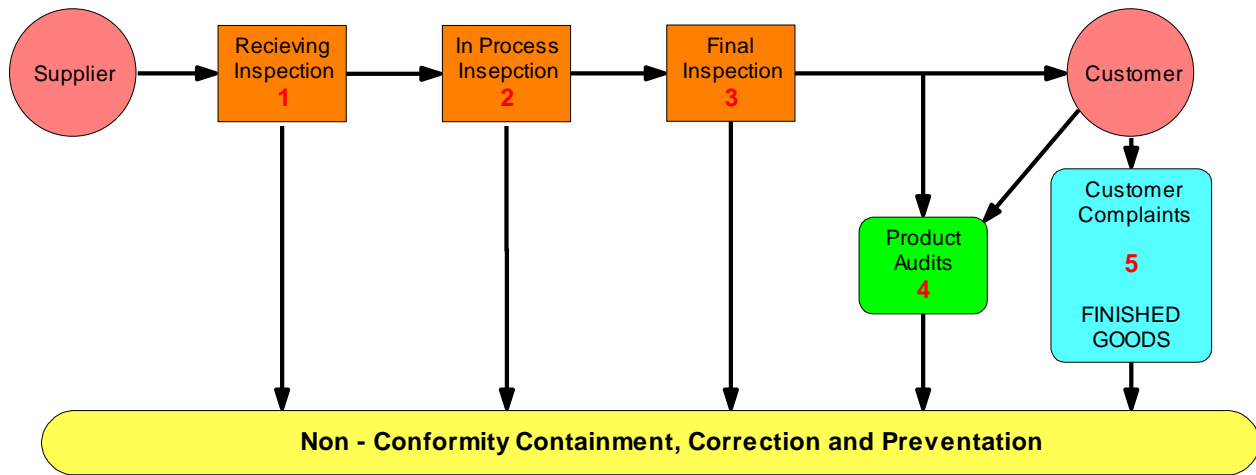 Supplier
Recieving
Inspection
1
In Process
Insepction
2
Final
Inspection
3
Customer
Product
Audits
4
Customer
Complaints
5
FINISHED
GOODS
Non - Conformity Containment, Correction and Preventation